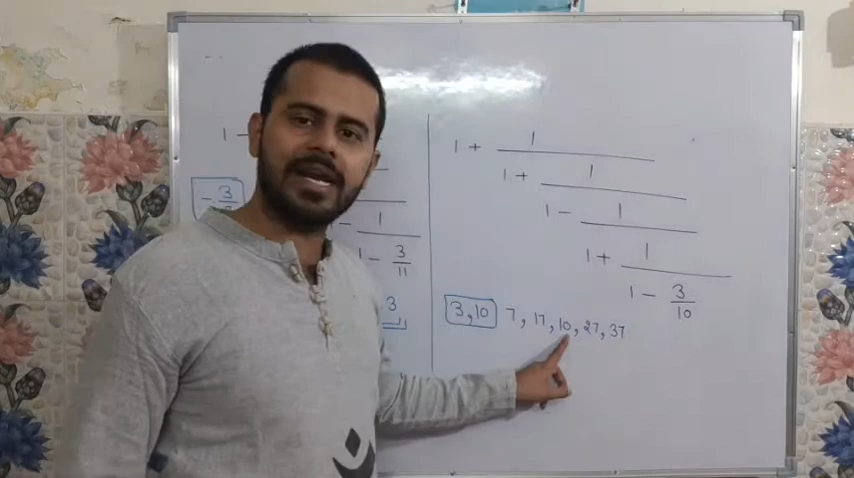 1 -
- 3
1
- 1
1 - 3/11
3
1 + 1
1 + 1
1 - 1
1 + 1
1 - 3/10
3, 10 7, 17, 10, 27, 37